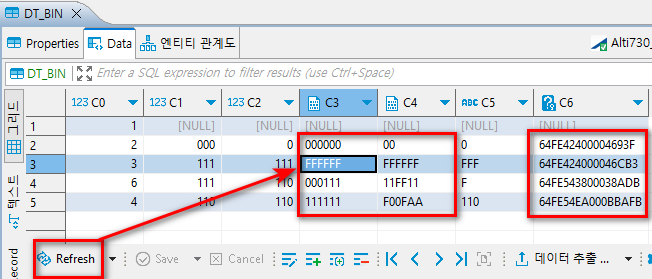 DT_BIN
Properties Data 엔티티 관계도 Alti730_
DT_BIN Enter a SQL expression to filter results (use Ctrl+Space)
그리드 123 C0 123 C1 123 C2 C3 C4 ABC C5 C6
1 1 [NULL] [NULL] [NULL] [NULL] [NULL] [NULL]
2 2 000 0 000000 00 0 64FE42400004693F
3 3 111 111 FFFFFF FFFFFF FFF 64FE424000046CB3
4 6 111 110 000111 11FF11 F 64FE543800038ADB
5 4 110 110 111111 F00FAA 110 64FE54EA000BBAFB
텍스트
Record
Refresh Save Cancel 데이터 추출 ...